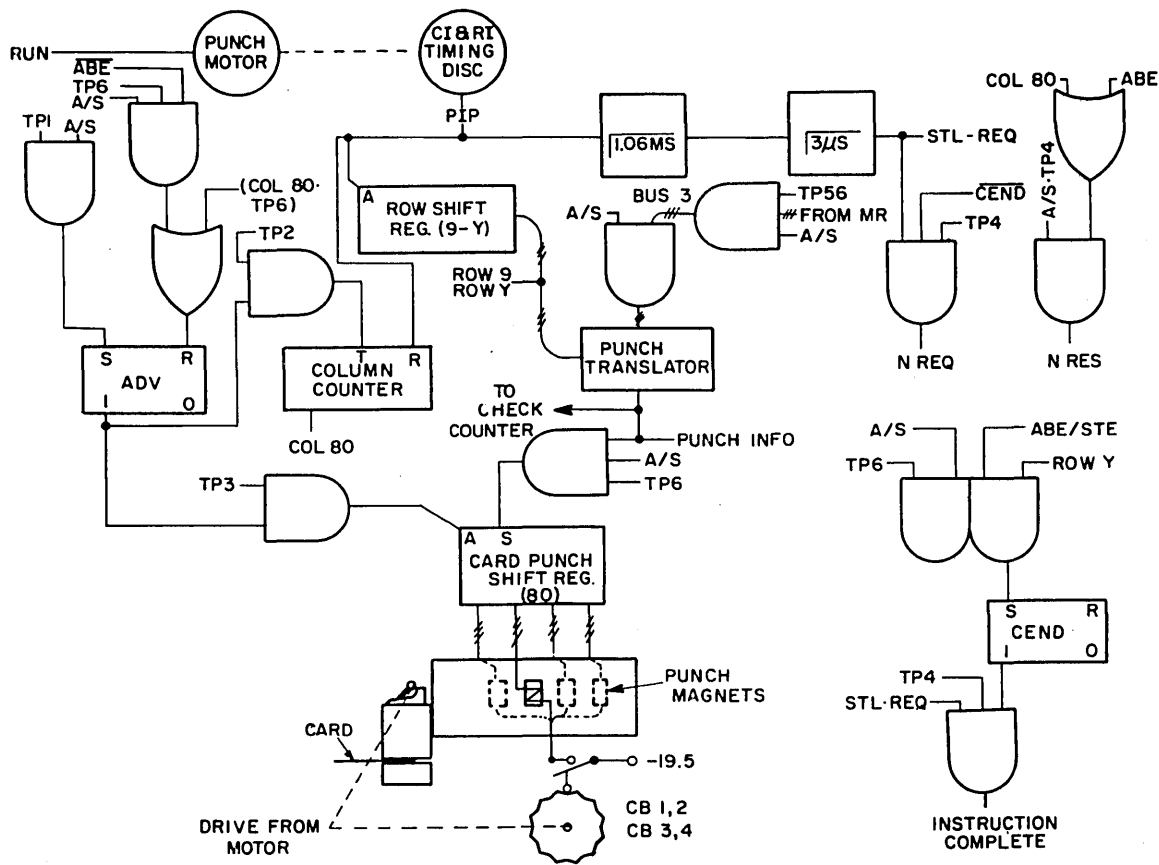 RUN
PUNCH
MOTOR
CI & RI
TIMING
DISC
ABE
TP6
A/S
TP1
A/S
PIP
COL 80
ABE
1.06MS
3μS
STL-REQ
(COL 80·
TP6)
A
ROW SHIFT
REG. (9-Y)
BUS 3
TP56
FROM MR
A/S
A/S
CEND
TP4
A/S·TP4
TP2
ROW 9
ROW Y
S
R
ADV
1
0
T
R
COLUMN
COUNTER
PUNCH
TRANSLATOR
N REQ
N RES
COL 80
TO
CHECK
COUNTER
PUNCH INFO
A/S
TP6
A/S
ABE/STE
TP6
ROW Y
TP3
A
S
CARD PUNCH
SHIFT REG.
(80)
S
R
CEND
1
0
PUNCH
MAGNETS
TP4
STL·REQ
CARD
-19.5
CB 1,2
CB 3,4
DRIVE FROM
MOTOR
INSTRUCTION
COMPLETE